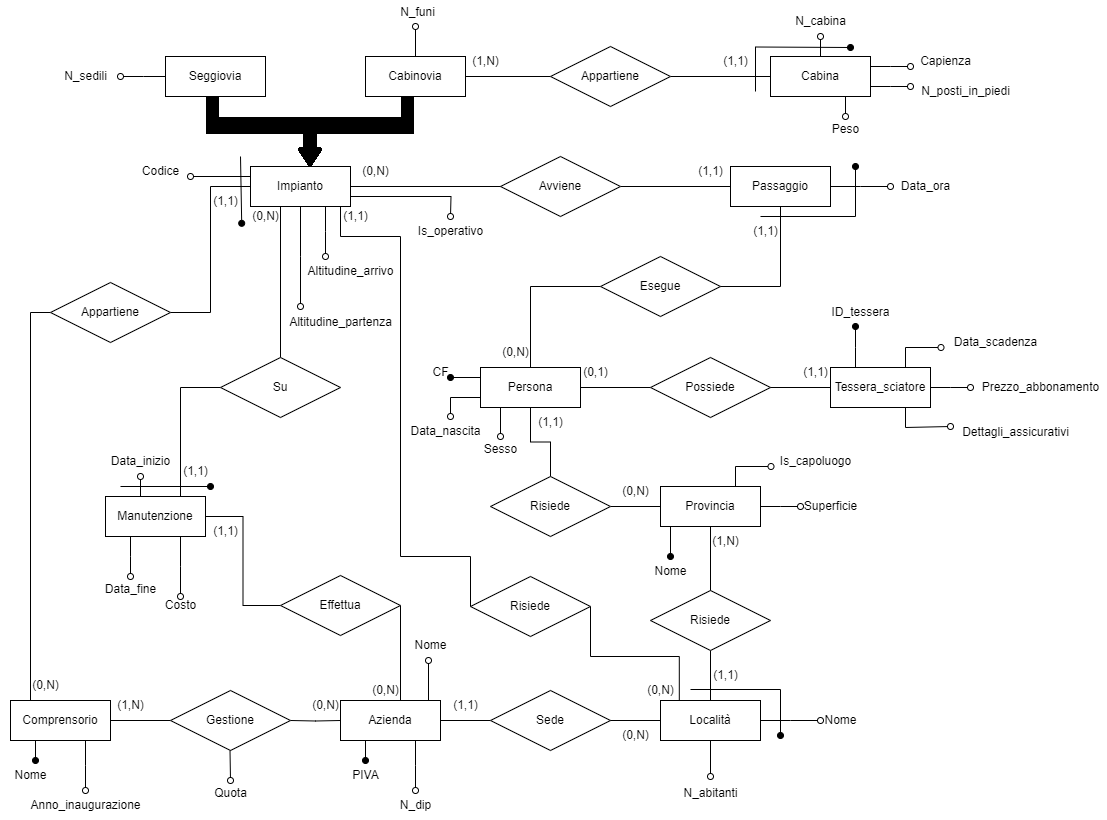 N_funi
N_cabina
N_sedili
Seggiovia
Cabinovia
(1,N)
Appartiene
(1,1)
Cabina
Capienza
N_posti_in_piedi
Peso
Codice
(1,1)
(0,N)
Impianto
(0,N)
(1,1)
Is_operativo
Avviene
(1,1)
Passaggio
Data_ora
(1,1)
Altitudine_arrivo
Altitudine_partenza
Appartiene
Esegue
(0,N)
ID_tessera
Data_scadenza
CF
Persona
(0,1)
Possiede
(1,1)
Tessera_sciatore
Prezzo_abbonamento
Dettagli_assicurativi
Data_nascita
Sesso
(1,1)
Su
Data_inizio
(1,1)
Manutenzione
(1,1)
Data_fine
Costo
Risiede
(0,N)
Provincia
Is_capoluogo
Superficie
Nome
(1,N)
Effettua
Risiede
Risiede
Nome
(0,N)
Comprensorio
(1,N)
Gestione
(0,N)
(0,N)
Azienda
(1,1)
Sede
(0,N)
(0,N)
Località
(1,1)
Nome
Nome
Anno_inaugurazione
Quota
PIVA
N_dip
N_abitanti